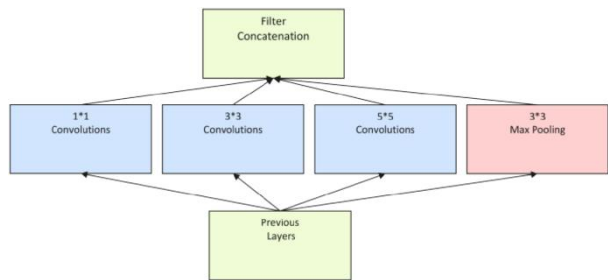 Filter
Concatenation
1*1
Convolutions
3*3
Convolutions
5*5
Convolutions
3*3
Max Pooling
Previous
Layers